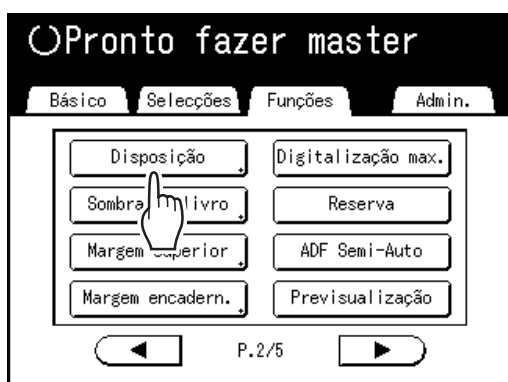 Pronto fazer master
Básico Selecções Funções Admin.
Disposição Digitalização max.
Sombra livro Reserva
Margem Superior ADF Semi-Auto
Margem encadern. Previsualização
P.2/5